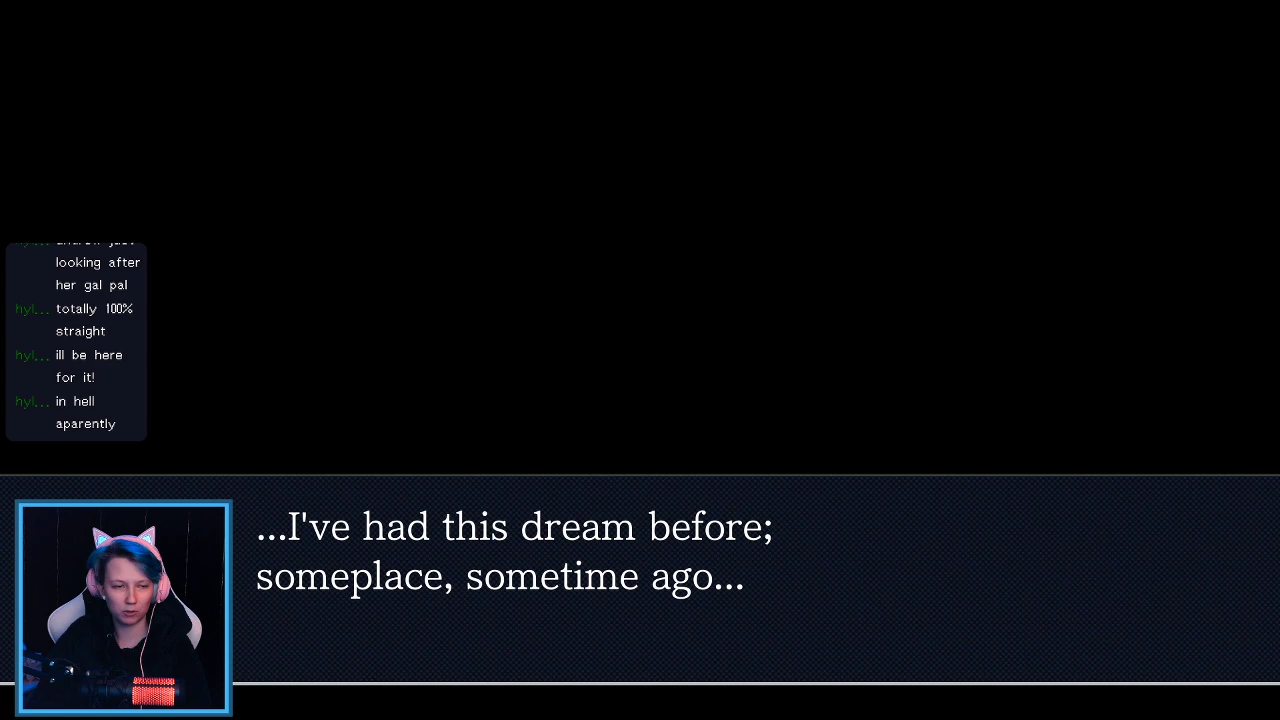 looking after
her gal pal
hyl... totally 100%
straight
hyl... ill be here
for it!
hyl... in hell
aparently
...I've had this dream before;
someplace, sometime ago...